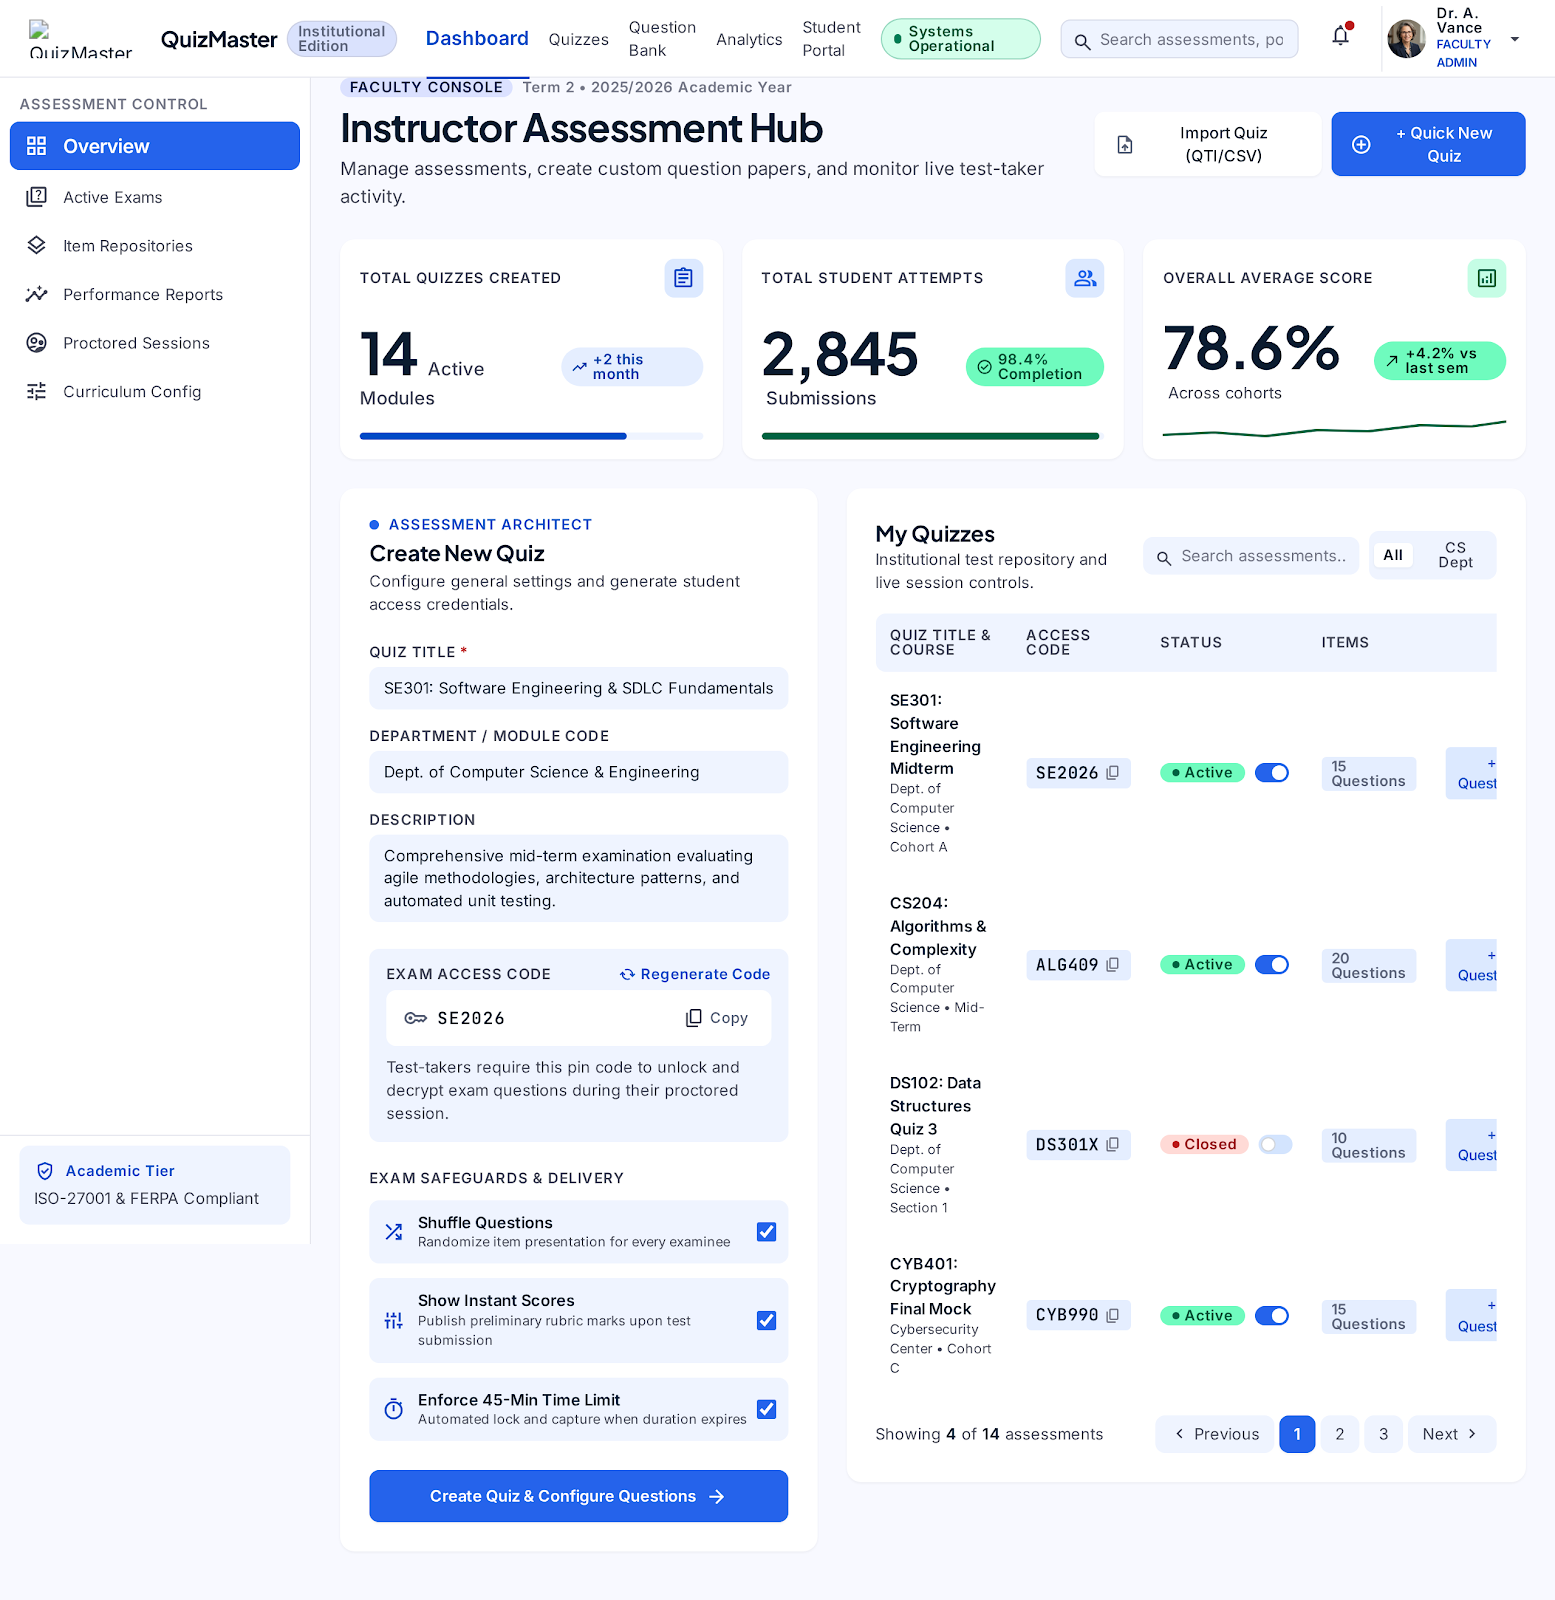 QuizMaster
QuizMaster
Institutional
Edition
Dashboard
Quizzes
Question
Bank
Analytics
Student
Portal
Systems
Operational
Search assessments, po
Dr. A.
Vance
FACULTY
ADMIN
ASSESSMENT CONTROL
Overview
Active Exams
Item Repositories
Performance Reports
Proctored Sessions
Curriculum Config
Academic Tier
ISO-27001 & FERPA Compliant
FACULTY CONSOLE
Term 2 • 2025/2026 Academic Year
Instructor Assessment Hub
Manage assessments, create custom question papers, and monitor live test-taker
activity.
Import Quiz
(QTI/CSV)
+ Quick New
Quiz
TOTAL QUIZZES CREATED
14 Active
Modules
+2 this
month
TOTAL STUDENT ATTEMPTS
2,845
Submissions
98.4%
Completion
OVERALL AVERAGE SCORE
78.6%
Across cohorts
+4.2% vs
last sem
ASSESSMENT ARCHITECT
Create New Quiz
Configure general settings and generate student
access credentials.
QUIZ TITLE *
SE301: Software Engineering & SDLC Fundamentals
DEPARTMENT / MODULE CODE
Dept. of Computer Science & Engineering
DESCRIPTION
Comprehensive mid-term examination evaluating
agile methodologies, architecture patterns, and
automated unit testing.
EXAM ACCESS CODE
Regenerate Code
SE2026
Copy
Test-takers require this pin code to unlock and
decrypt exam questions during their proctored
session.
EXAM SAFEGUARDS & DELIVERY
Shuffle Questions
Randomize item presentation for every examinee
Show Instant Scores
Publish preliminary rubric marks upon test
submission
Enforce 45-Min Time Limit
Automated lock and capture when duration expires
Create Quiz & Configure Questions
My Quizzes
Institutional test repository and
live session controls.
Search assessments..
All
CS
Dept
QUIZ TITLE &
COURSE
ACCESS
CODE
STATUS
ITEMS
SE301:
Software
Engineering
Midterm
Dept. of
Computer
Science •
Cohort A
SE2026
Active
15
Questions
+
Quest
CS204:
Algorithms &
Complexity
Dept. of
Computer
Science • Mid-
Term
ALG409
Active
20
Questions
+
Quest
DS102: Data
Structures
Quiz 3
Dept. of
Computer
Science •
Section 1
DS301X
Closed
10
Questions
+
Quest
CYB401:
Cryptography
Final Mock
Cybersecurity
Center • Cohort
C
CYB990
Active
15
Questions
+
Quest
Showing 4 of 14 assessments
Previous
1
2
3
Next